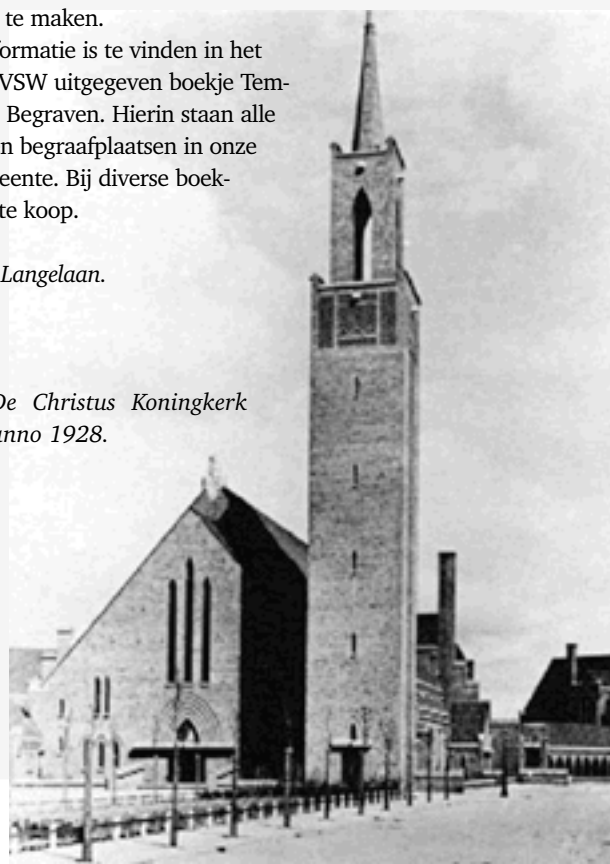 te maken.
formatie is te vinden in het
VSW uitgegeven boekje Tem-
Begraven. Hierin staan alle
n begraafplaatsen in onze
eente. Bij diverse boek-
te koop.
Langelaan.
De Christus Koningkerk
anno 1928.